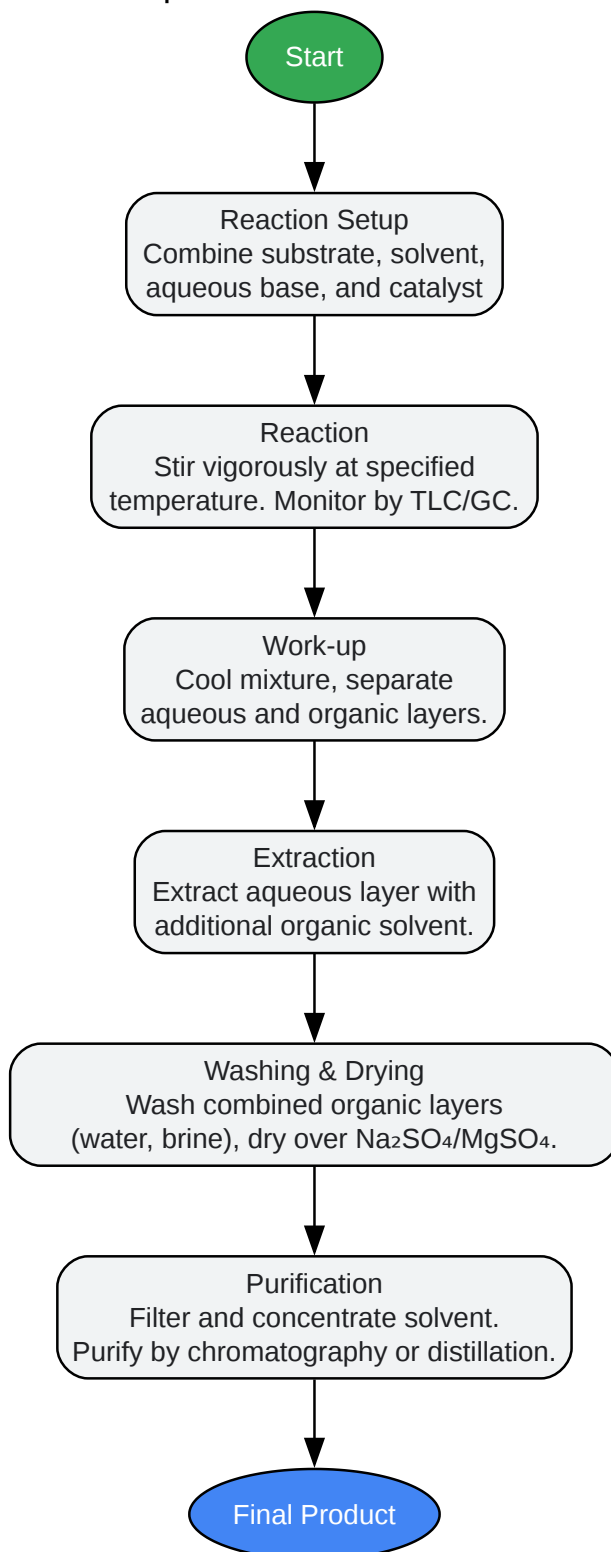 Start
Reaction Setup
Combine substrate, solvent,
aqueous base, and catalyst
Reaction
Stir vigorously at specified
temperature. Monitor by TLC/GC.
Work-up
Cool mixture, separate
aqueous and organic layers.
Extraction
Extract aqueous layer with
additional organic solvent.
Washing & Drying
Wash combined organic layers
(water, brine), dry over Na₂SO₄/MgSO₄.
Purification
Filter and concentrate solvent.
Purify by chromatography or distillation.
Final Product